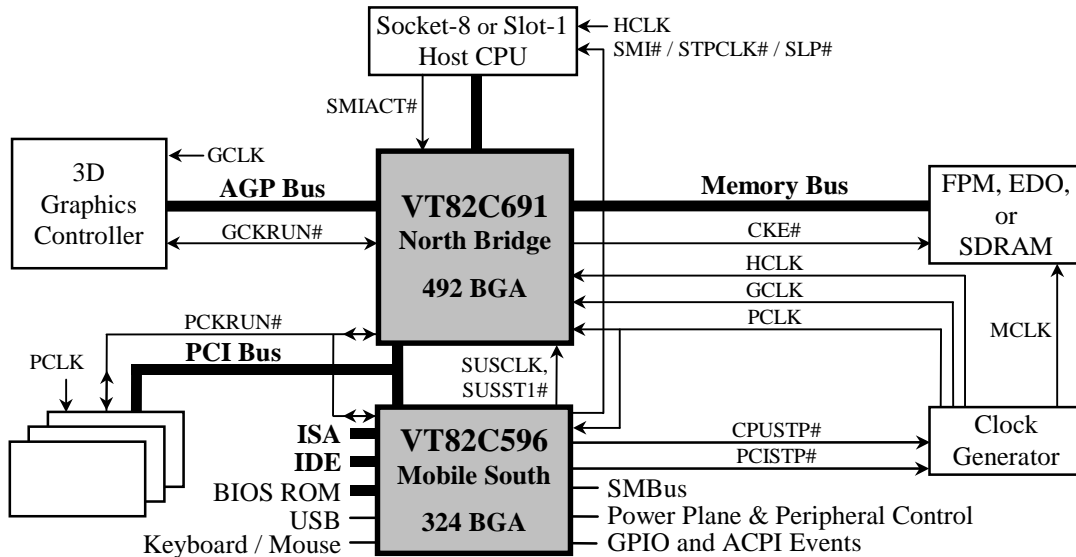 Socket-8 or Slot-1
Host CPU
HCLK
SMI# / STPCLK# / SLP#
SMIACT#
3D
Graphics
Controller
GCLK
AGP Bus
GCKRUN#
VT82C691
North Bridge
492 BGA
Memory Bus
CKE#
FPM, EDO,
or
SDRAM
HCLK
GCLK
PCLK
MCLK
PCKRUN#
PCI Bus
PCLK
SUSCLK,
SUSST1#
ISA
IDE
BIOS ROM
USB
Keyboard / Mouse
VT82C596
Mobile South
324 BGA
CPUSTP#
PCISTP#
Clock
Generator
SMBus
Power Plane & Peripheral Control
GPIO and ACPI Events